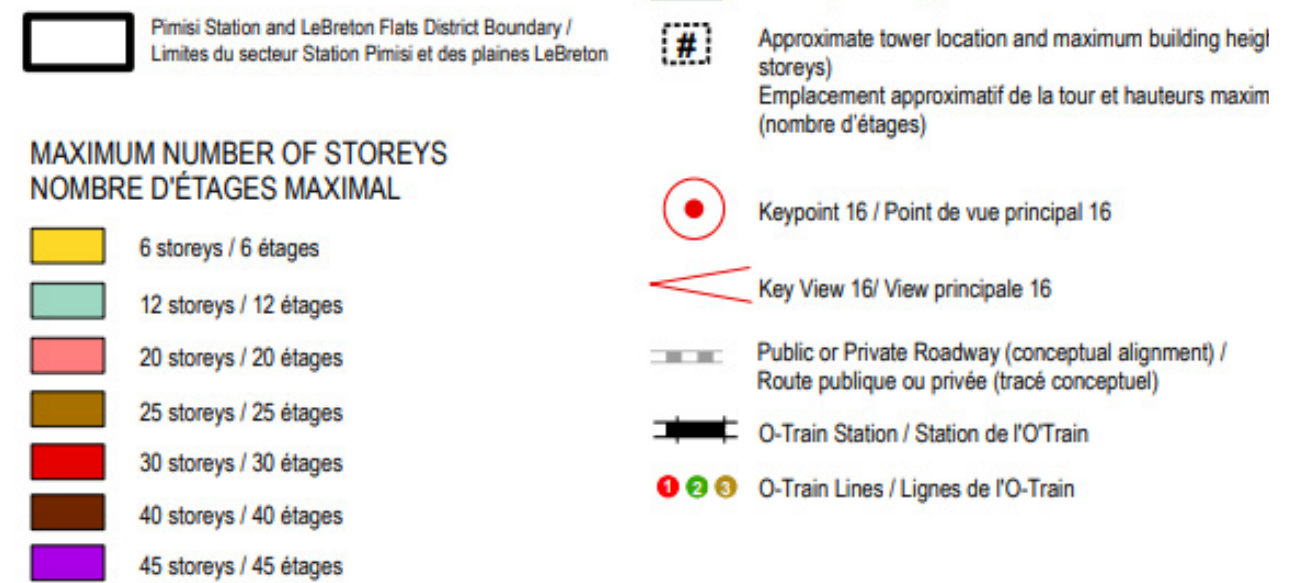 Pimisi Station and LeBreton Flats District Boundary /
Limites du secteur Station Pimisi et des plaines LeBreton
MAXIMUM NUMBER OF STOREYS
NOMBRE D'ÉTAGES MAXIMAL
6 storeys / 6 étages
12 storeys / 12 étages
20 storeys / 20 étages
25 storeys / 25 étages
30 storeys / 30 étages
40 storeys / 40 étages
45 storeys / 45 étages
#
Approximate tower location and maximum building
storeys)
Emplacement approximatif de la tour et hauteurs
(nombre d'étages)
Keypoint 16 / Point de vue principal 16
Key View 16/ View principale 16
Public or Private Roadway (conceptual alignment) /
Route publique ou privée (tracé conceptuel)
O-Train Station / Station de l'O'Train
1 2 3 O-Train Lines / Lignes de l'O-Train